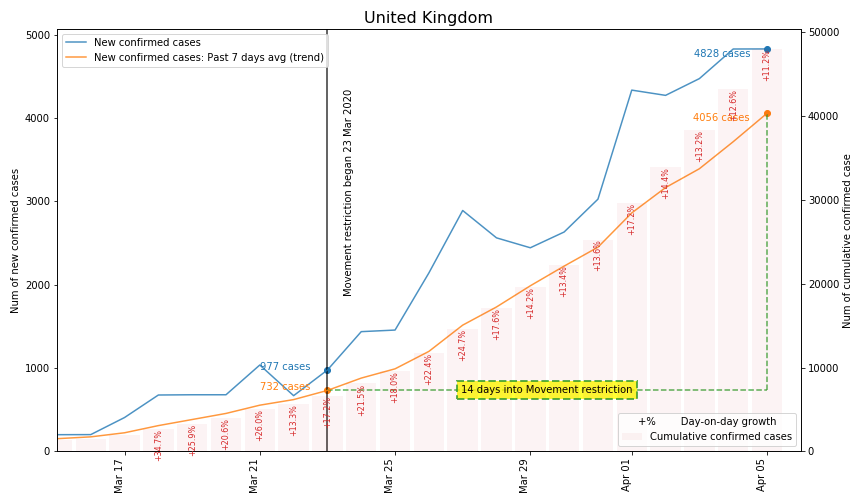 United Kingdom
New confirmed cases
New confirmed cases: Past 7 days avg (trend)
Num of new confirmed cases
5000
4000
3000
2000
1000
0
Num of cumulative confirmed case
50000
40000
30000
20000
10000
0
Movement restriction began 23 Mar 2020
977 cases
732 cases
4828 cases
4056 cases
14 days into Movement restriction
+34.7%
+25.9%
+20.6%
+26.0%
+13.3%
+17.2%
+21.5%
+18.0%
+22.4%
+24.7%
+17.6%
+14.2%
+13.4%
+13.6%
+17.2%
+14.4%
+13.2%
+12.6%
+11.2%
+% Day-on-day growth
Cumulative confirmed cases
Mar 17
Mar 21
Mar 25
Mar 29
Apr 01
Apr 05